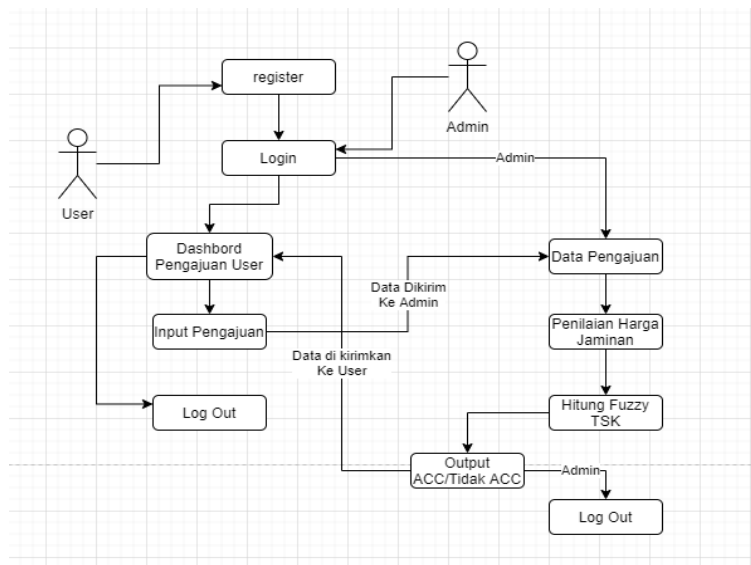 register
Admin
Login
Admin
User
Dashbord
Pengajuan User
Data Pengajuan
Data Dikirim
Ke Admin
Input Pengajuan
Penilaian Harga
Jaminan
Data di kirimkan
Ke User
Log Out
Hitung Fuzzy
TSK
Output
ACC/Tidak ACC
Admin
Log Out